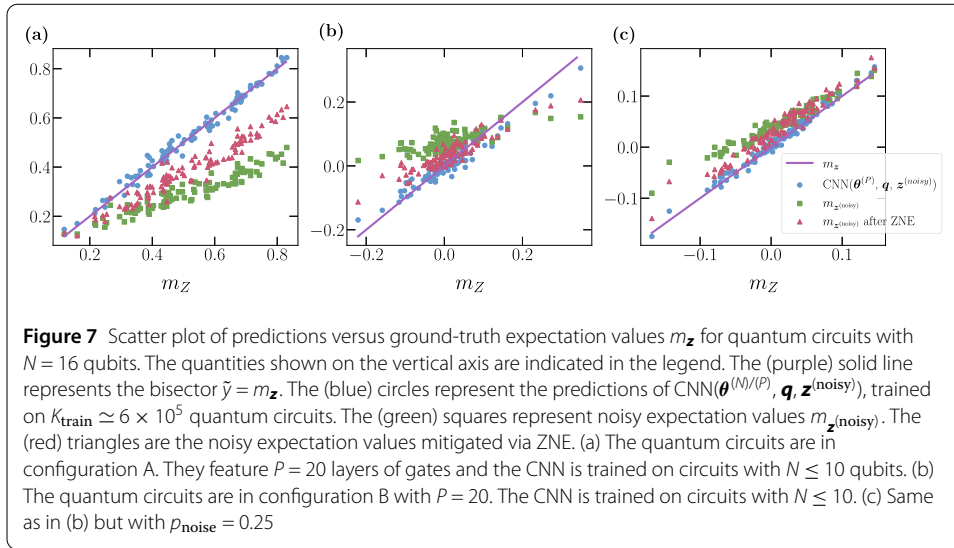 (a)
(b)
(c)
0.8
0.6
0.4
0.2
0.2
0.4
0.6
0.8
m_Z
0.2
0.0
−0.2
−0.2
−0.1
0.0
0.1
0.2
0.3
m_Z
0.1
0.0
−0.1
−0.1
0.0
0.1
m_Z
m_z
CNN(θ^(P), q, z^(noisy))
m_z^(noisy)
m_z^(noisy) after ZNE
Figure 7 Scatter plot of predictions versus ground-truth expectation values m_z for quantum circuits with
N = 16 qubits. The quantities shown on the vertical axis are indicated in the legend. The (purple) solid line
represents the bisector ỹ = m_z. The (blue) circles represent the predictions of CNN(θ^(N)/(P), q, z^(noisy)), trained
on K_train ≃ 6 × 10^5 quantum circuits. The (green) squares represent noisy expectation values m_z^(noisy). The
(red) triangles are the noisy expectation values mitigated via ZNE. (a) The quantum circuits are in
configuration A. They feature P = 20 layers of gates and the CNN is trained on circuits with N ≤ 10 qubits. (b)
The quantum circuits are in configuration B with P = 20. The CNN is trained on circuits with N ≤ 10. (c) Same
as in (b) but with p_noise = 0.25